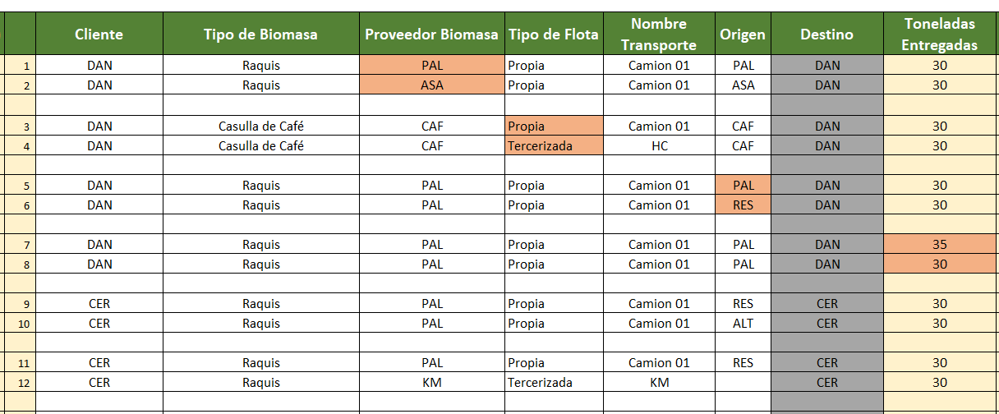 Cliente Tipo de Biomasa Proveedor Biomasa Tipo de Flota Nombre Transporte Origen Destino Toneladas Entregadas
1 DAN Raquis PAL Propia Camion 01 PAL DAN 30
2 DAN Raquis ASA Propia Camion 01 ASA DAN 30
3 DAN Casulla de Café CAF Propia Camion 01 CAF DAN 30
4 DAN Casulla de Café CAF Tercerizada HC CAF DAN 30
5 DAN Raquis PAL Propia Camion 01 PAL DAN 30
6 DAN Raquis PAL Propia Camion 01 RES DAN 30
7 DAN Raquis PAL Propia Camion 01 PAL DAN 35
8 DAN Raquis PAL Propia Camion 01 PAL DAN 30
9 CER Raquis PAL Propia Camion 01 RES CER 30
10 CER Raquis PAL Propia Camion 01 ALT CER 30
11 CER Raquis PAL Propia Camion 01 RES CER 30
12 CER Raquis KM Tercerizada KM CER 30